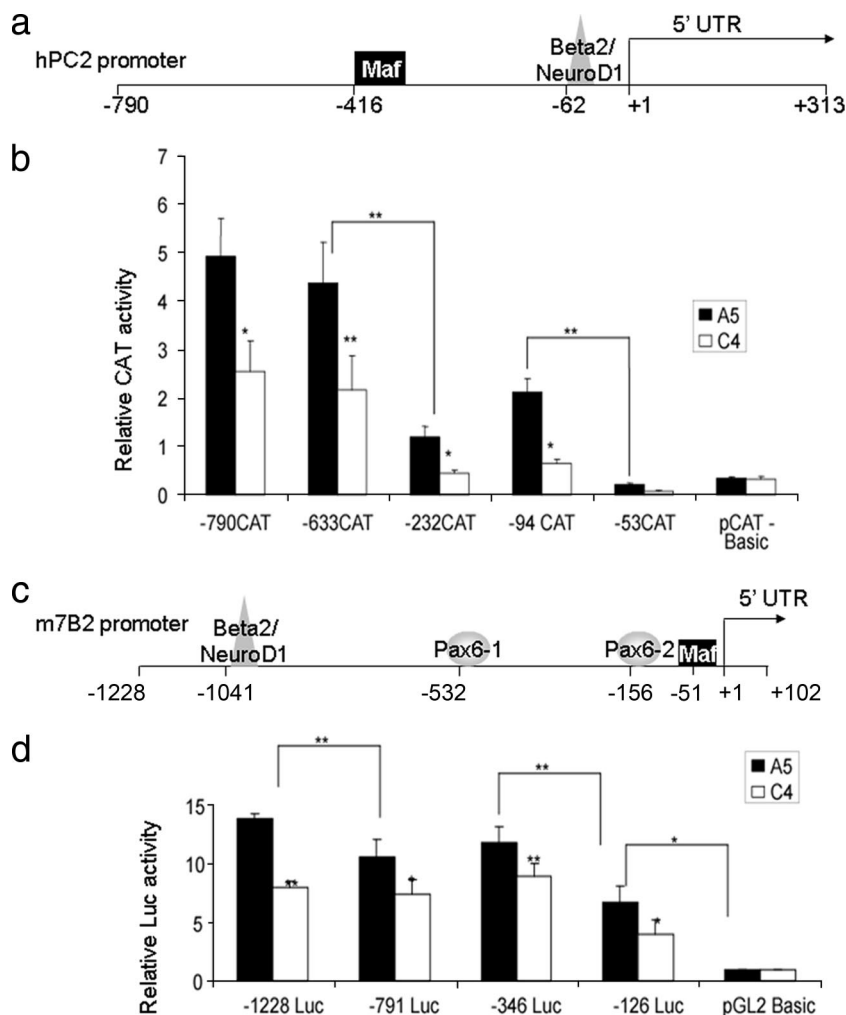 a
5' UTR
Beta2/
NeuroD1
hPC2 promoter
Maf
-790
-416
-62
+1
+313
b
7
6
5
4
3
2
1
0
Relative CAT activity
**
**
*
**
*
*
A5
C4
-790CAT
-633CAT
-232CAT
-94 CAT
-53CAT
pCAT -
Basic
c
5' UTR
m7B2 promoter
Beta2/
NeuroD1
Pax6-1
Pax6-2
Maf
-1228
-1041
-532
-156
-51
+1
+102
d
**
**
*
A5
C4
15
10
5
0
Relative Luc activity
**
*
**
*
-1228 Luc
-791 Luc
-346 Luc
-126 Luc
pGL2 Basic